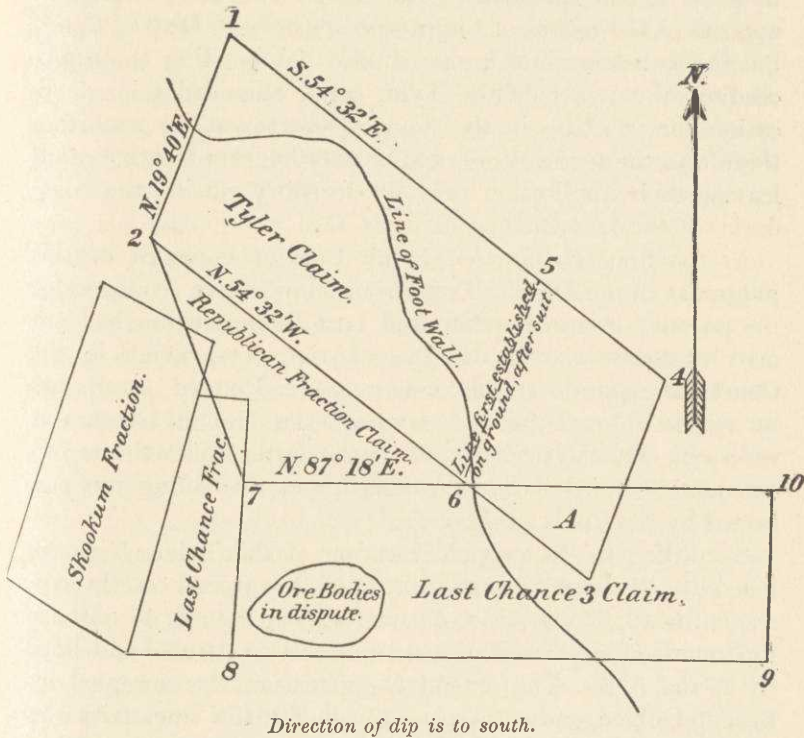 1
S. 54° 32′ E.
N.
N. 19° 40′ E.
2
Tyler Claim.
Line of Foot Wall.
5
N. 54° 32′ W.
Republican Fraction Claim.
Line first established
on ground, after suit.
4
Skookum Fraction.
Last Chance Frac.
N. 87° 18′ E.
7
6
10
A
Ore Bodies
in dispute.
Last Chance 3 Claim.
8
9
Direction of dip is to south.